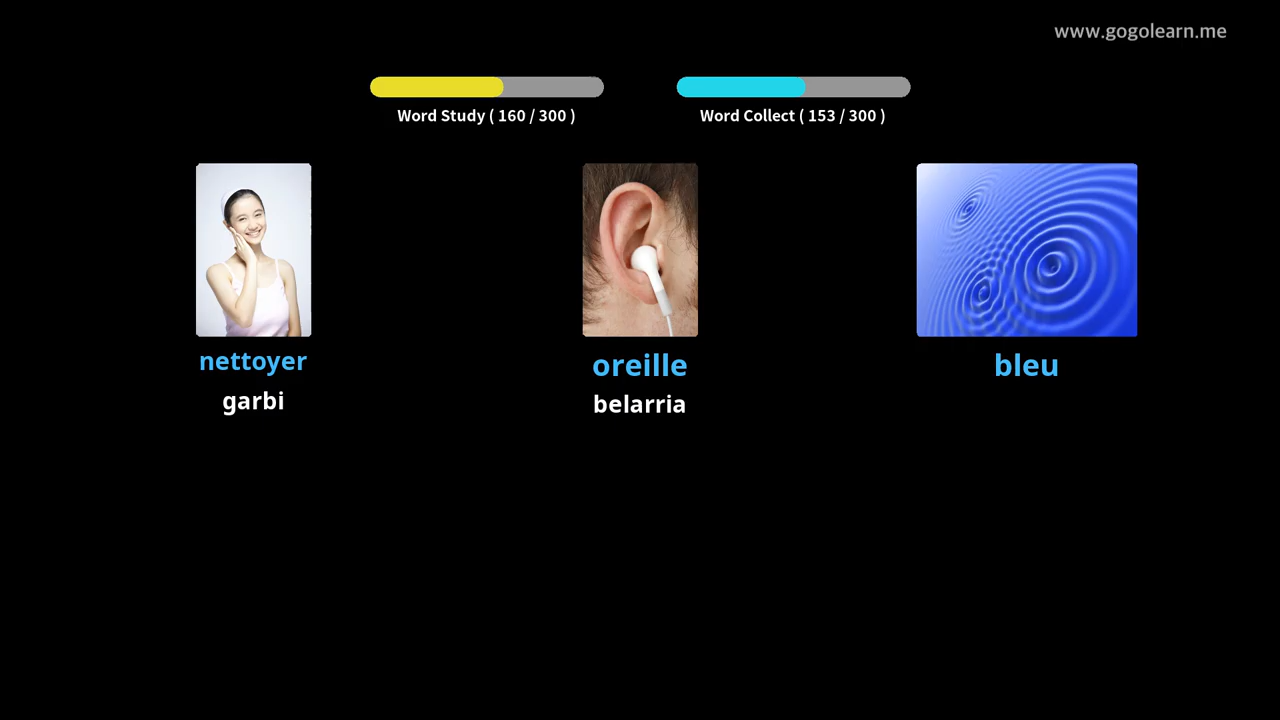 www.gogolearn.me
Word Study ( 160 / 300 )
Word Collect ( 153 / 300 )
nettoyer
garbi
oreille
belarria
bleu